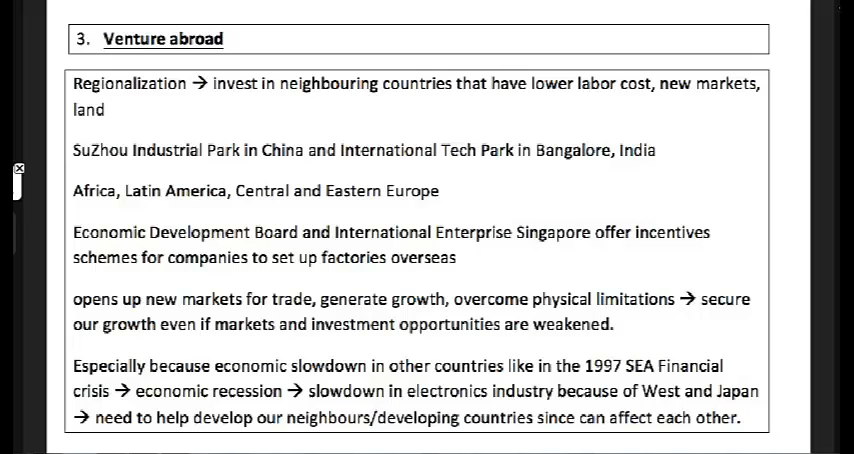 3. Venture abroad
Regionalization → invest in neighbouring countries that have lower labor cost, new markets,
land
SuZhou Industrial Park in China and International Tech Park in Bangalore, India
Africa, Latin America, Central and Eastern Europe
Economic Development Board and International Enterprise Singapore offer incentives
schemes for companies to set up factories overseas
opens up new markets for trade, generate growth, overcome physical limitations → secure
our growth even if markets and investment opportunities are weakened.
Especially because economic slowdown in other countries like in the 1997 SEA Financial
crisis → economic recession → slowdown in electronics industry because of West and Japan
→ need to help develop our neighbours/developing countries since can affect each other.